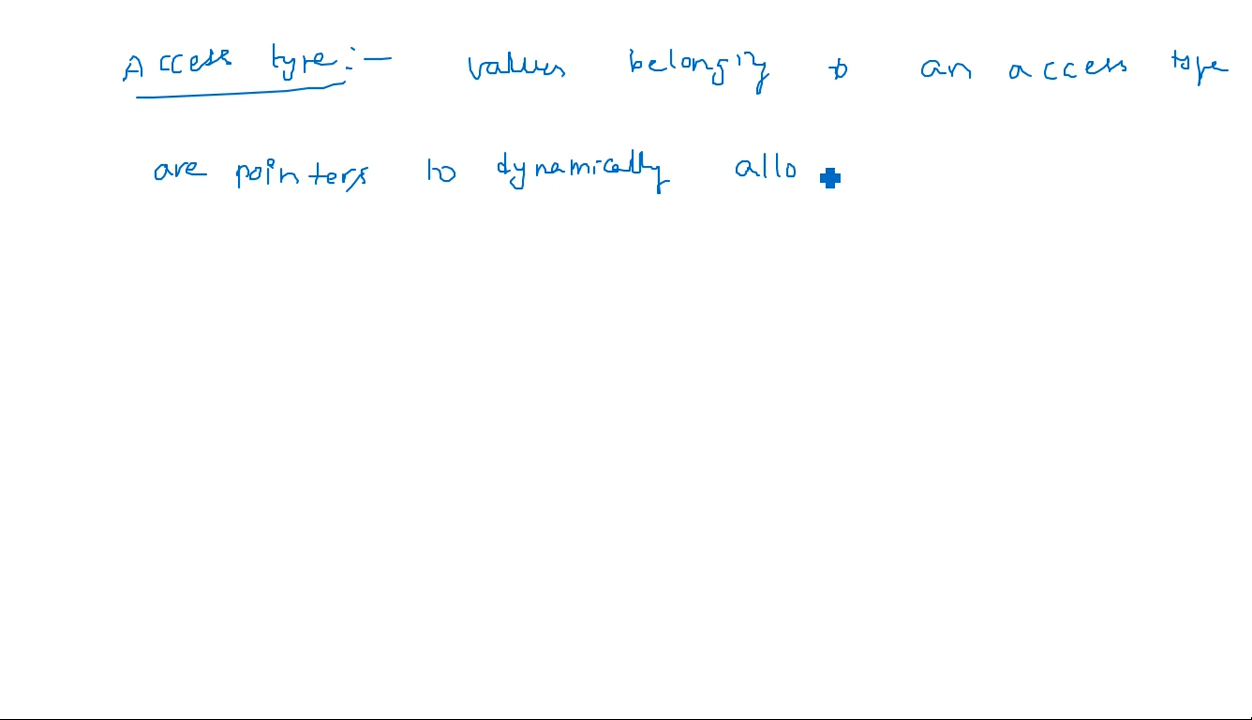 Access type:- values belonging to an access type
are pointers to dynamically allo